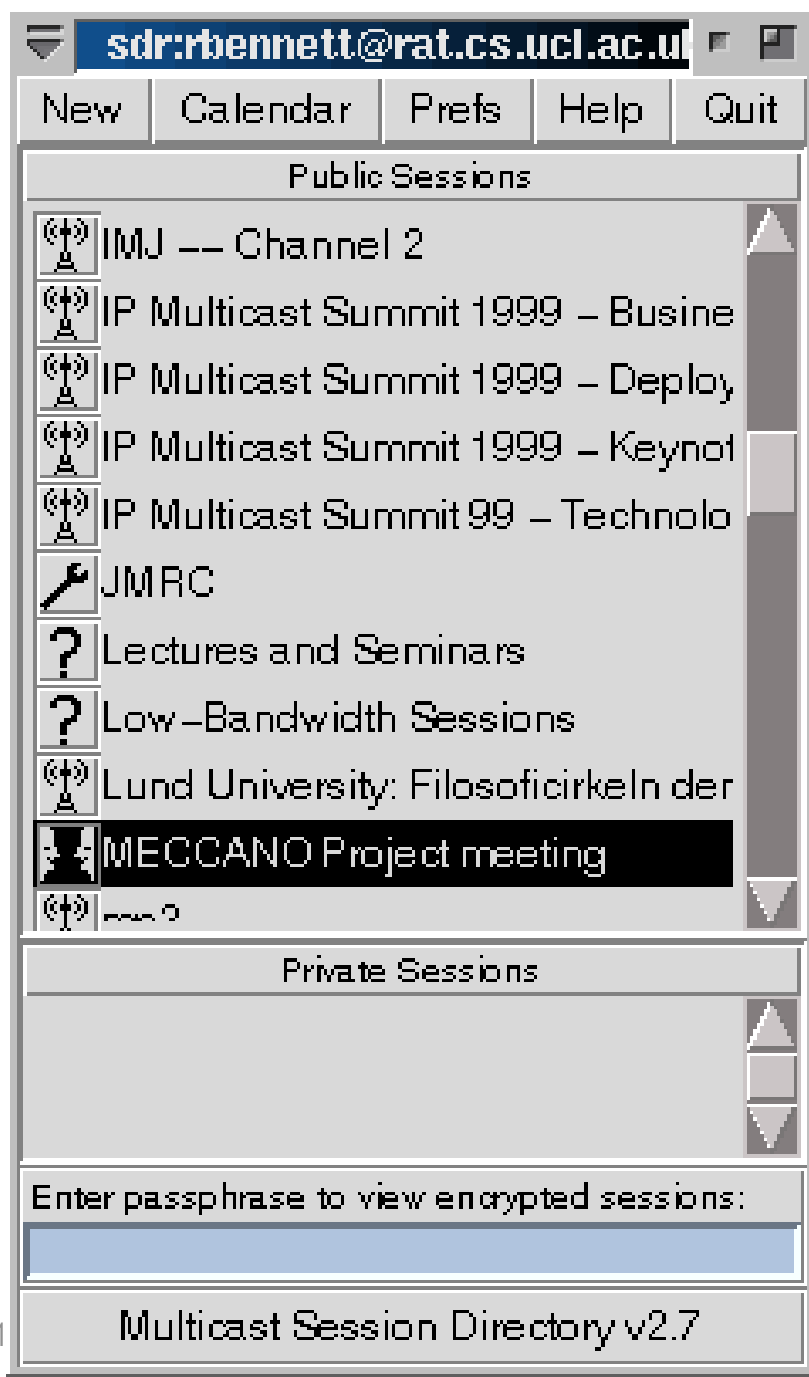 sdr:rbennett@rat.cs.ucl.ac.u
New Calendar Prefs Help Quit
Public Sessions
IMJ -- Channel 2
IP Multicast Summit 1999 - Busine
IP Multicast Summit 1999 - Deploy
IP Multicast Summit 1999 - Keynot
IP Multicast Summit 99 - Technolo
JMRC
? Lectures and Seminars
? Low-Bandwidth Sessions
Lund University: Filosoficirkeln der
MECCANO Project meeting
Private Sessions
Enter passphrase to view encrypted sessions:
Multicast Session Directory v2.7